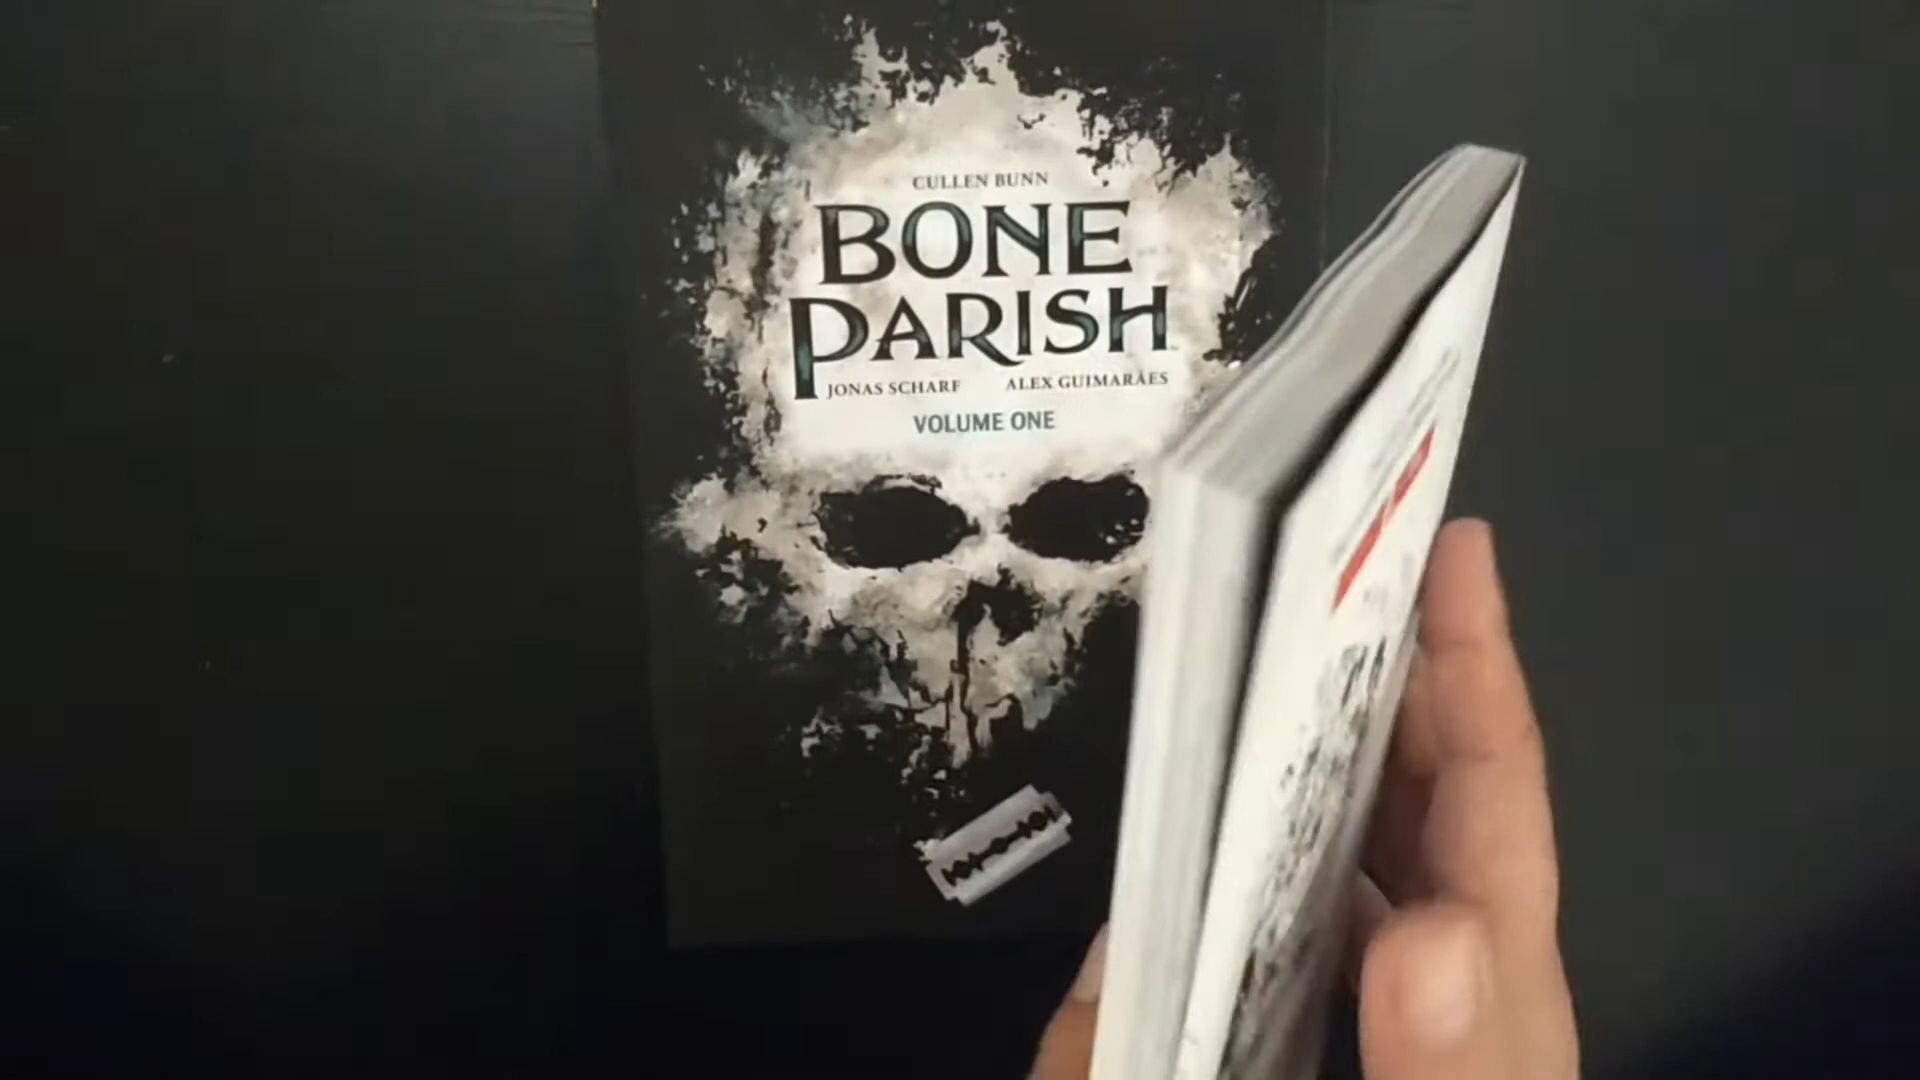 CULLEN BUNN
BONE
PARISH
JONAS SCHARF ALEX GUIMARÃES
VOLUME ONE